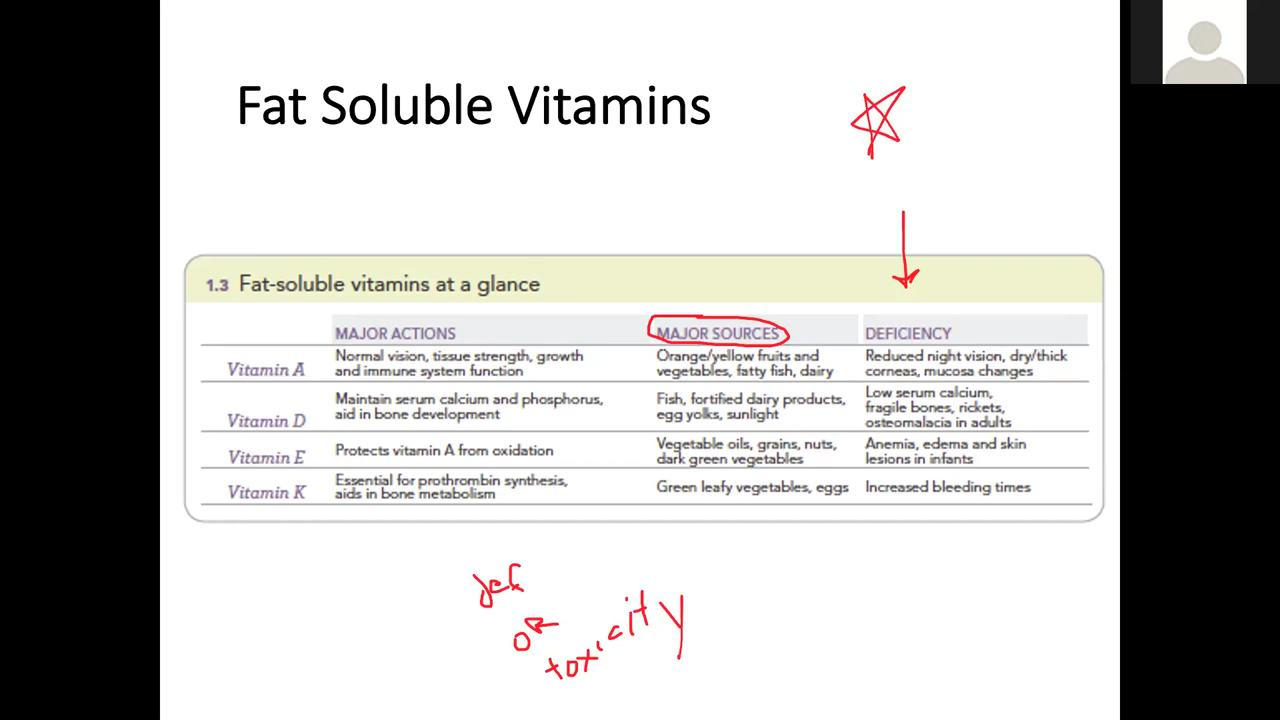 Fat Soluble Vitamins
1.3 Fat-soluble vitamins at a glance
MAJOR ACTIONS MAJOR SOURCES DEFICIENCY
Vitamin A
Normal vision, tissue strength, growth
and immune system function
Orange/yellow fruits and
vegetables, fatty fish, dairy
Reduced night vision, dry/thick
corneas, mucosa changes
Vitamin D
Maintain serum calcium and phosphorus,
aid in bone development
Fish, fortified dairy products,
egg yolks, sunlight
Low serum calcium,
fragile bones, rickets,
osteomalacia in adults
Vitamin E
Protects vitamin A from oxidation
Vegetable oils, grains, nuts,
dark green vegetables
Anemia, edema and skin
lesions in infants
Vitamin K
Essential for prothrombin synthesis,
aids in bone metabolism
Green leafy vegetables, eggs
Increased bleeding times
def
or
toxicity